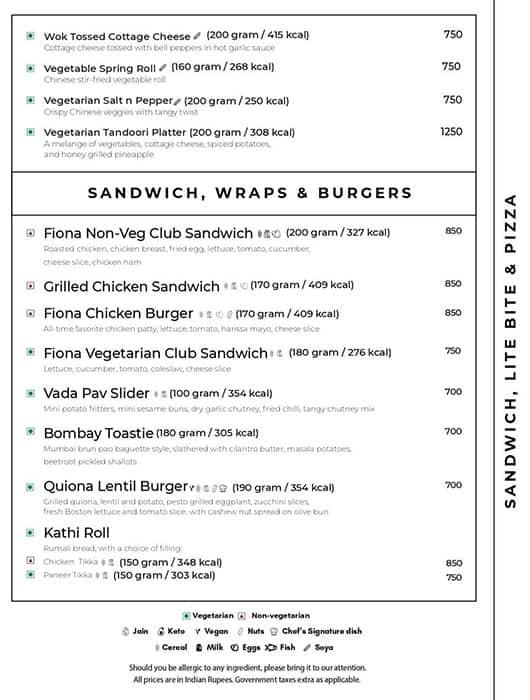 Wok Tossed Cottage Cheese (200 gram / 415 kcal) 750
Cottage cheese tossed with bell peppers in hot garlic sauce
Vegetable Spring Roll (160 gram / 268 kcal) 750
Chinese stir-fried vegetable roll
Vegetarian Salt n Pepper (200 gram / 250 kcal) 750
Crispy Chinese veggies with tangy twist
Vegetarian Tandoori Platter (200 gram / 308 kcal) 1250
A melange of vegetables, cottage cheese, spiced potatoes,
and honey grilled pineapple
SANDWICH, WRAPS & BURGERS
Fiona Non-Veg Club Sandwich (200 gram / 327 kcal) 850
Roasted chicken, chicken breast, fried egg, lettuce, tomato, cucumber,
cheese slice, chicken ham
Grilled Chicken Sandwich (170 gram / 409 kcal) 850
Fiona Chicken Burger (170 gram / 409 kcal) 850
All-time favorite chicken patty, lettuce, tomato, harissa mayo, cheese slice
Fiona Vegetarian Club Sandwich (180 gram / 276 kcal) 750
Lettuce, cucumber, tomato, coleslaw, cheese slice
Vada Pav Slider (100 gram / 354 kcal) 700
Mini potato fritters, mini sesame buns, dry garlic chutney, fried chilli, tangy chutney mix
Bombay Toastie (180 gram / 305 kcal) 700
Mumbai brun pao baguette style, slathered with cilantro butter, masala potatoes,
beetroot pickled shallots
Quiona Lentil Burger (190 gram / 354 kcal) 700
Grilled quiona, lentil and potato, pesto grilled eggplant, zucchini slices,
fresh Boston lettuce and tomato slice, with cashew nut spread on olive bun
Kathi Roll
Rumali bread, with a choice of filling:
Chicken Tikka (150 gram / 348 kcal) 850
Paneer Tikka (150 gram / 303 kcal) 750
SANDWICH, LITE BITE & PIZZA
Vegetarian Non-vegetarian
Jain Keto Vegan Nuts Chef's Signature dish
Cereal Milk Eggs Fish Soya
Should you be allergic to any ingredient, please bring it to our attention.
All prices are in Indian Rupees. Government taxes extra as applicable.